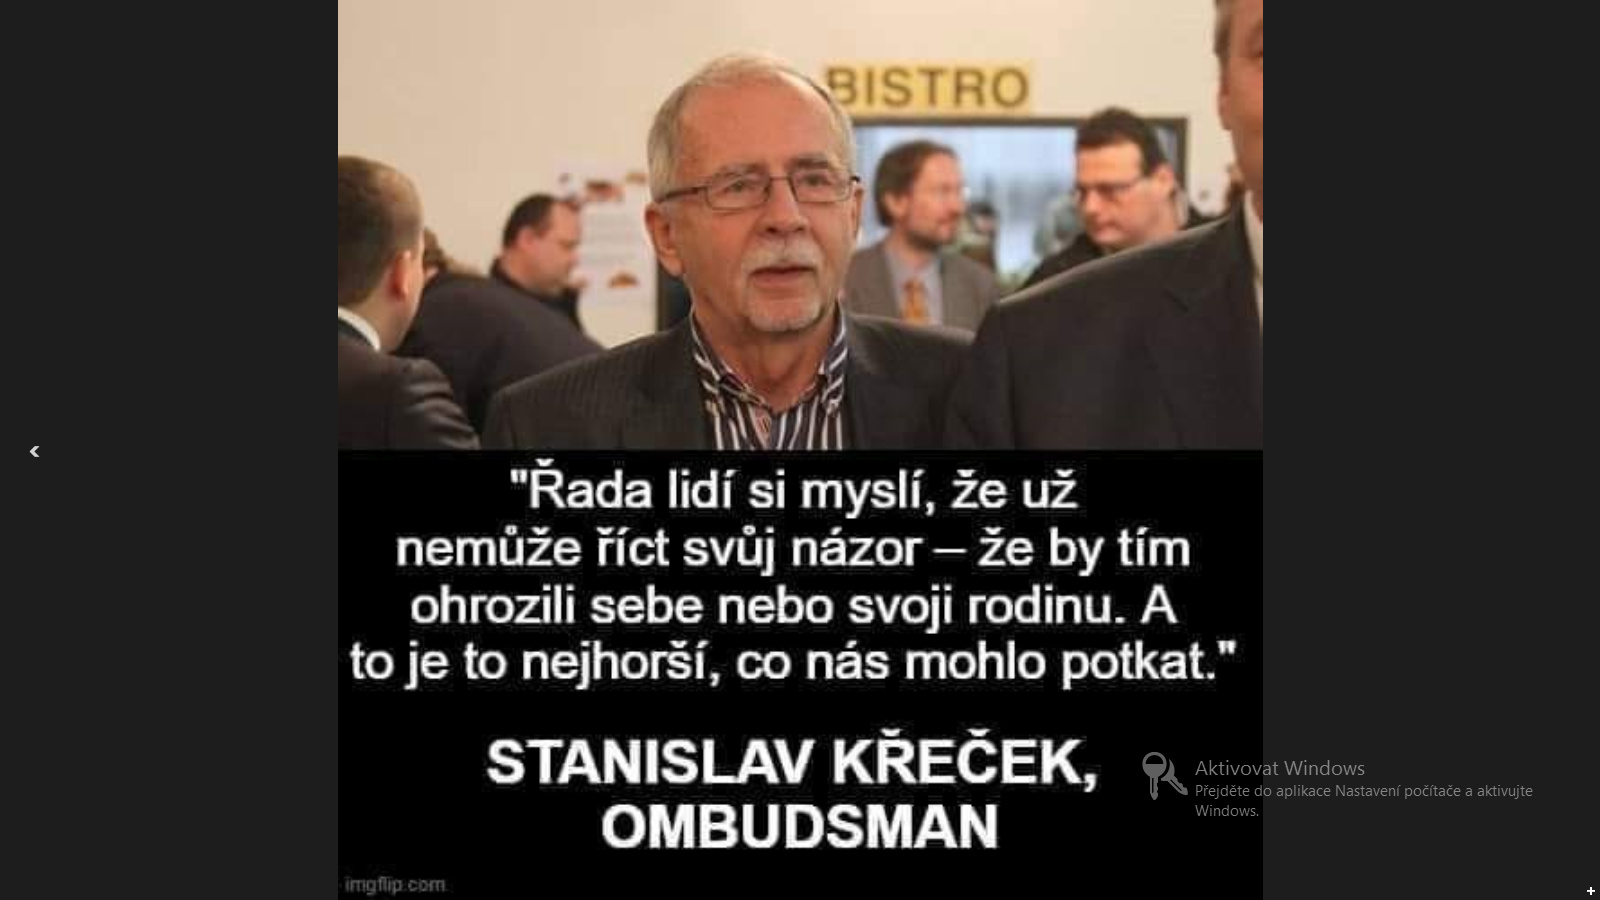 BISTRO
"Řada lidí si myslí, že už
nemůže říct svůj názor – že by tím
ohrozili sebe nebo svoji rodinu. A
to je to nejhorší, co nás mohlo potkat."
STANISLAV KŘEČEK,
OMBUDSMAN
Aktivovat Windows
Přejděte do aplikace Nastavení počítače a aktivujte
Windows.
imgflip.com